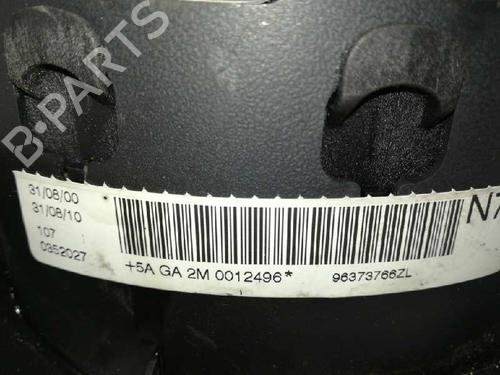 B-PARTS
31/08/00
31/08/10
107
0352027
+5A GA 2M 0012496*
96373766ZL
N7